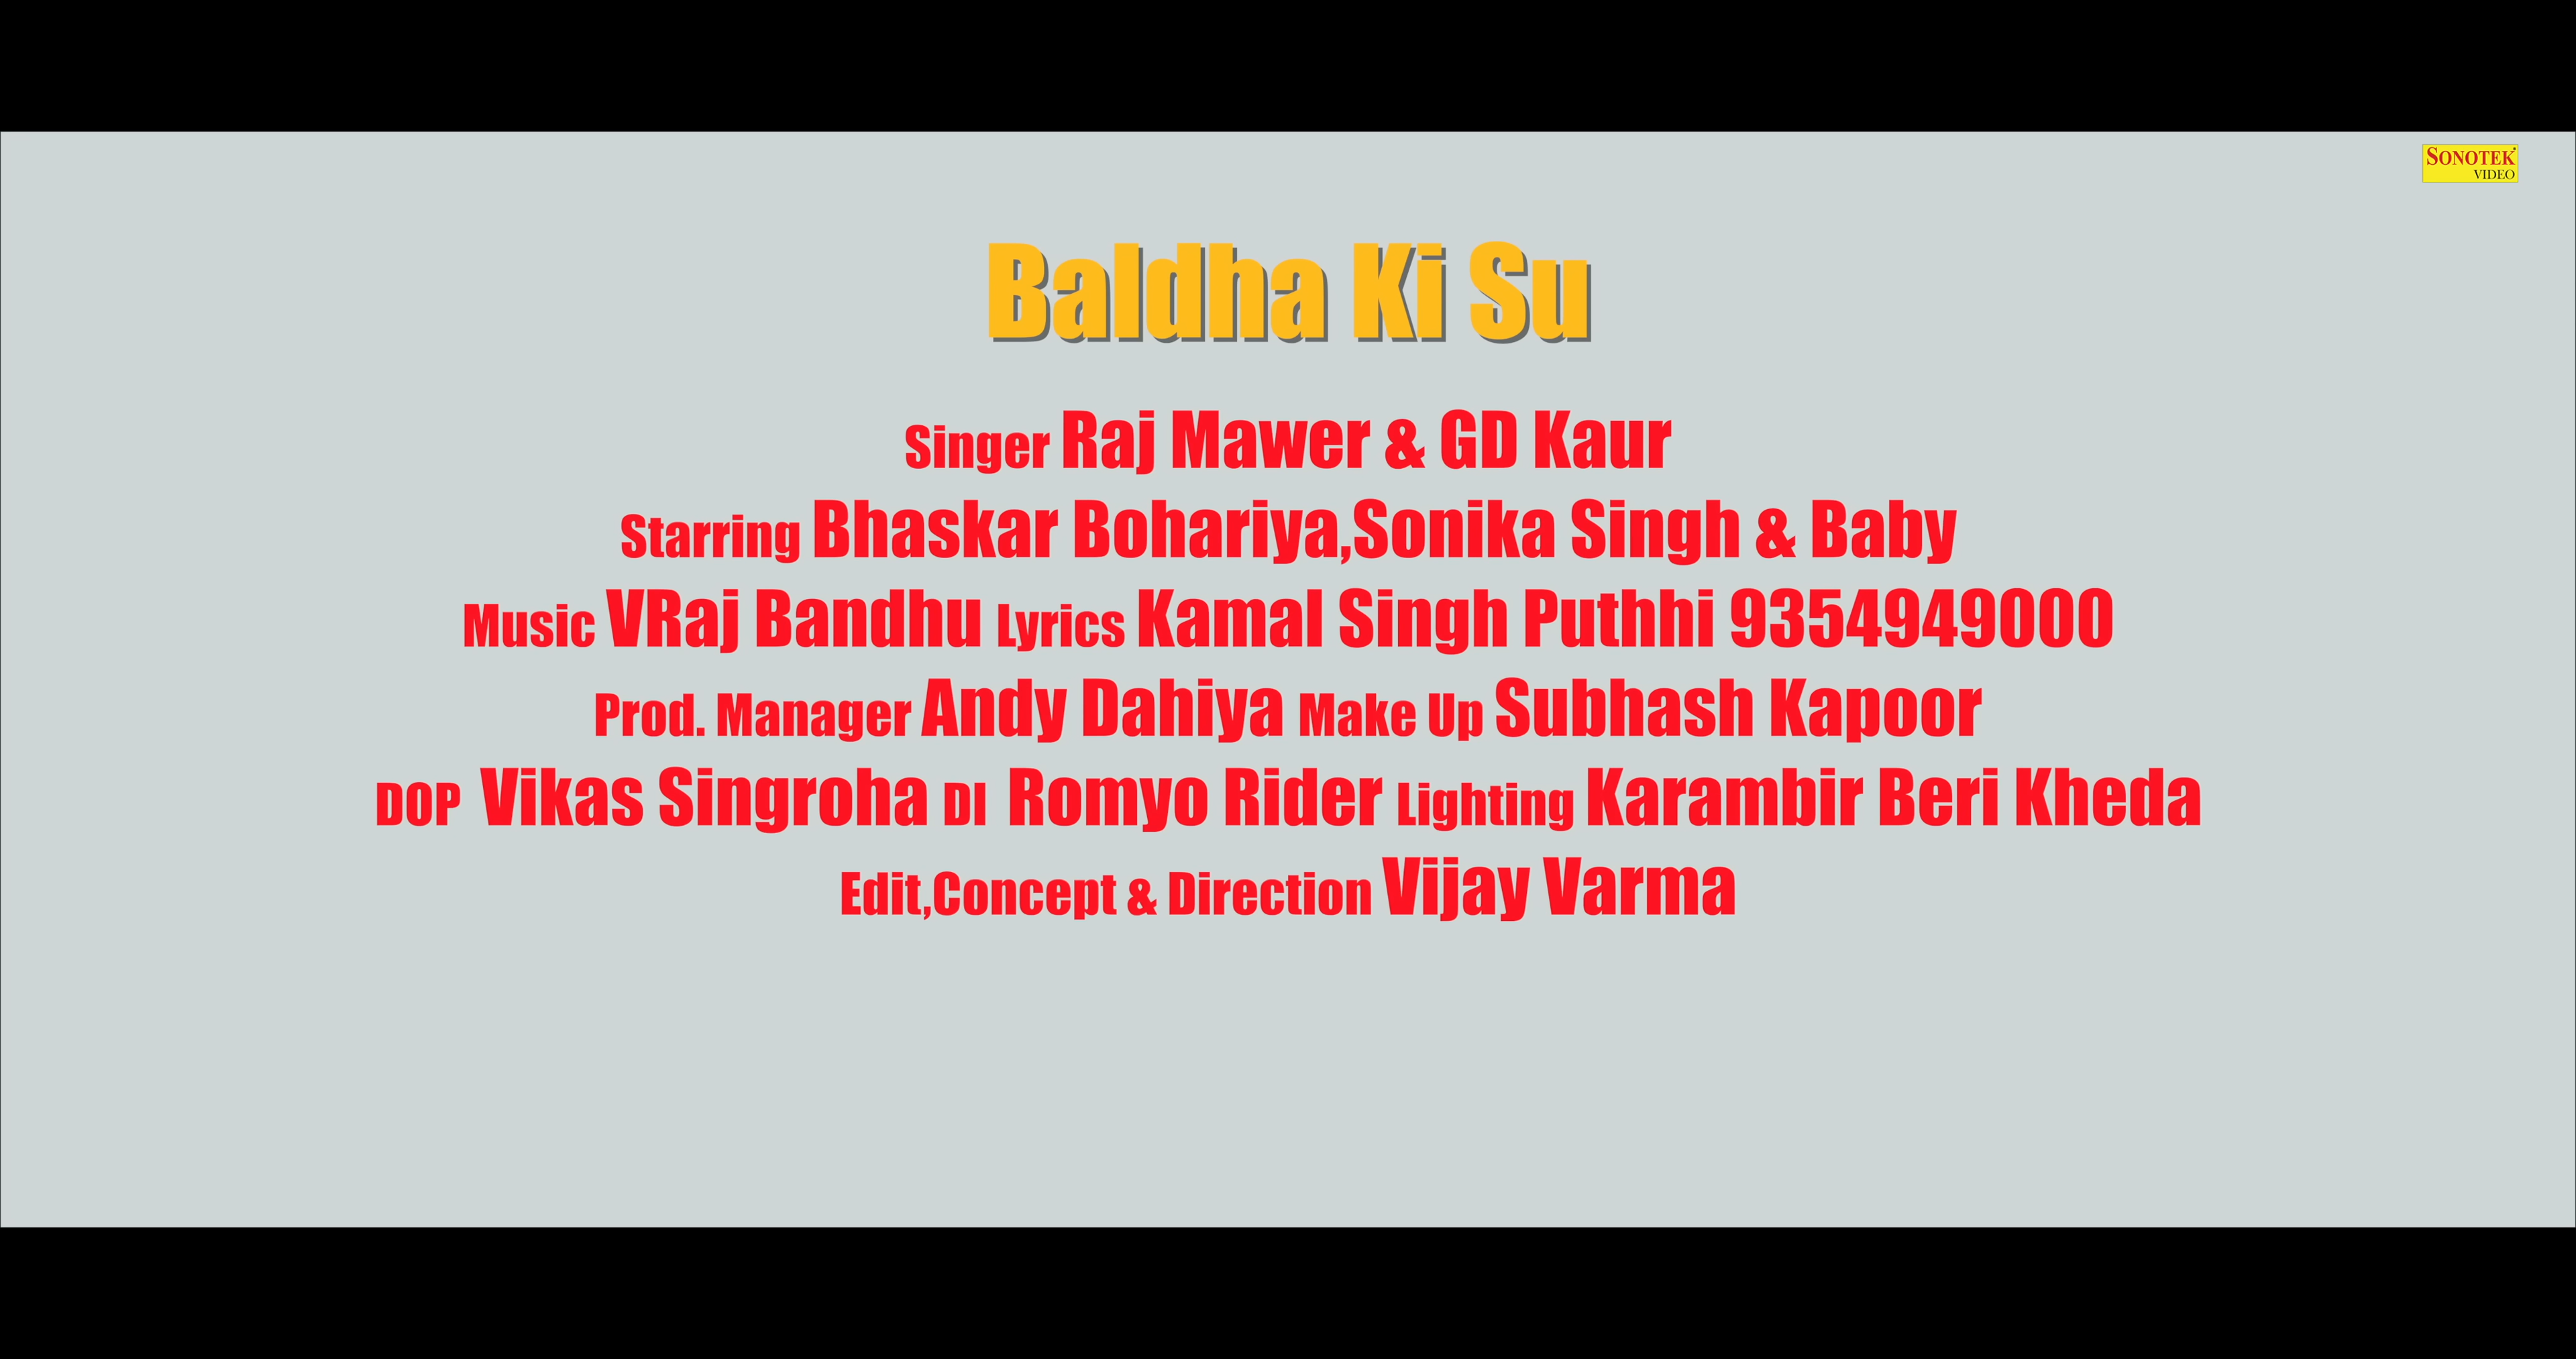 SONOTEK
VIDEO
Baldha Ki Su
Singer Raj Mawer & GD Kaur
Starring Bhaskar Bohariya,Sonika Singh & Baby
Music VRaj Bandhu Lyrics Kamal Singh Puthhi 9354949000
Prod. Manager Andy Dahiya Make Up Subhash Kapoor
DOP Vikas Singroha DI Romyo Rider Lighting Karambir Beri Kheda
Edit,Concept & Direction Vijay Varma